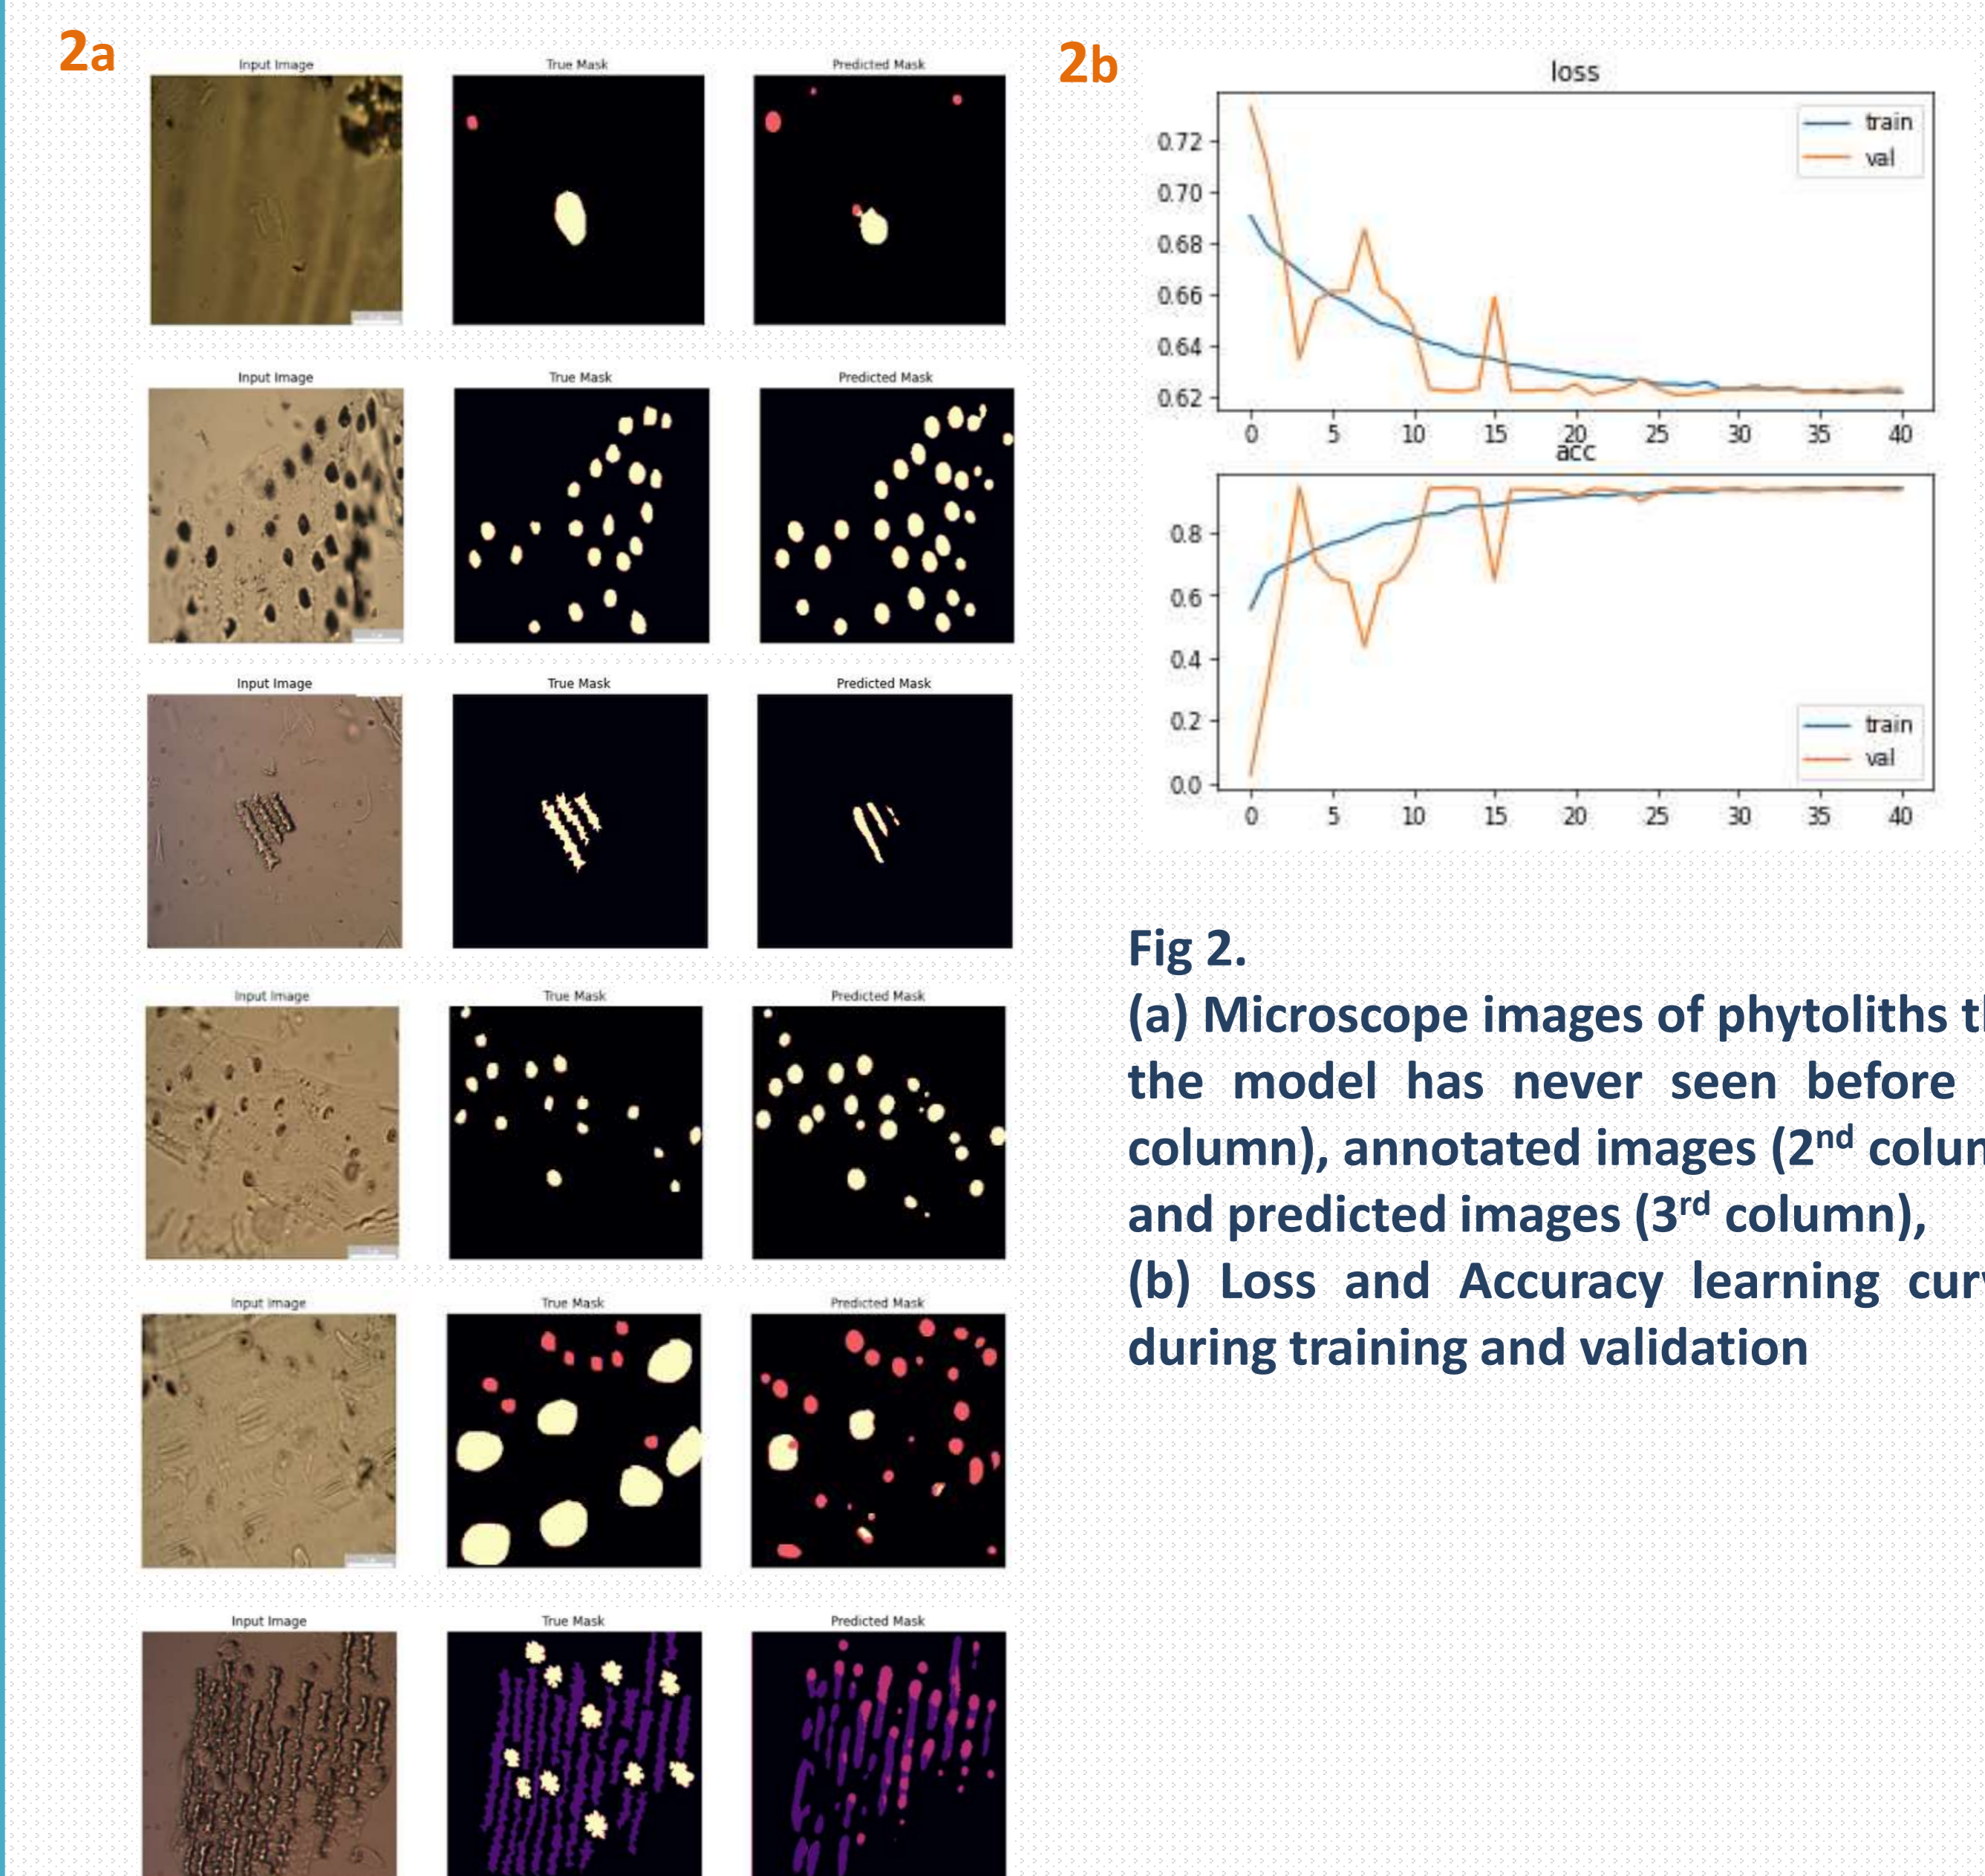 2a
Input Image True Mask Predicted Mask
Input Image True Mask Predicted Mask
Input Image True Mask Predicted Mask
Input Image True Mask Predicted Mask
Input Image True Mask Predicted Mask
Input Image True Mask Predicted Mask
2b
loss
train
val
0.72
0.70
0.68
0.66
0.64
0.62
0 5 10 15 20 25 30 35 40
acc
0.8
0.6
0.4
0.2
0.0
train
val
0 5 10 15 20 25 30 35 40
Fig 2.
(a) Microscope images of phytoliths
the model has never seen before
column), annotated images (2nd
and predicted images (3rd column),
(b) Loss and Accuracy learning
during training and validation